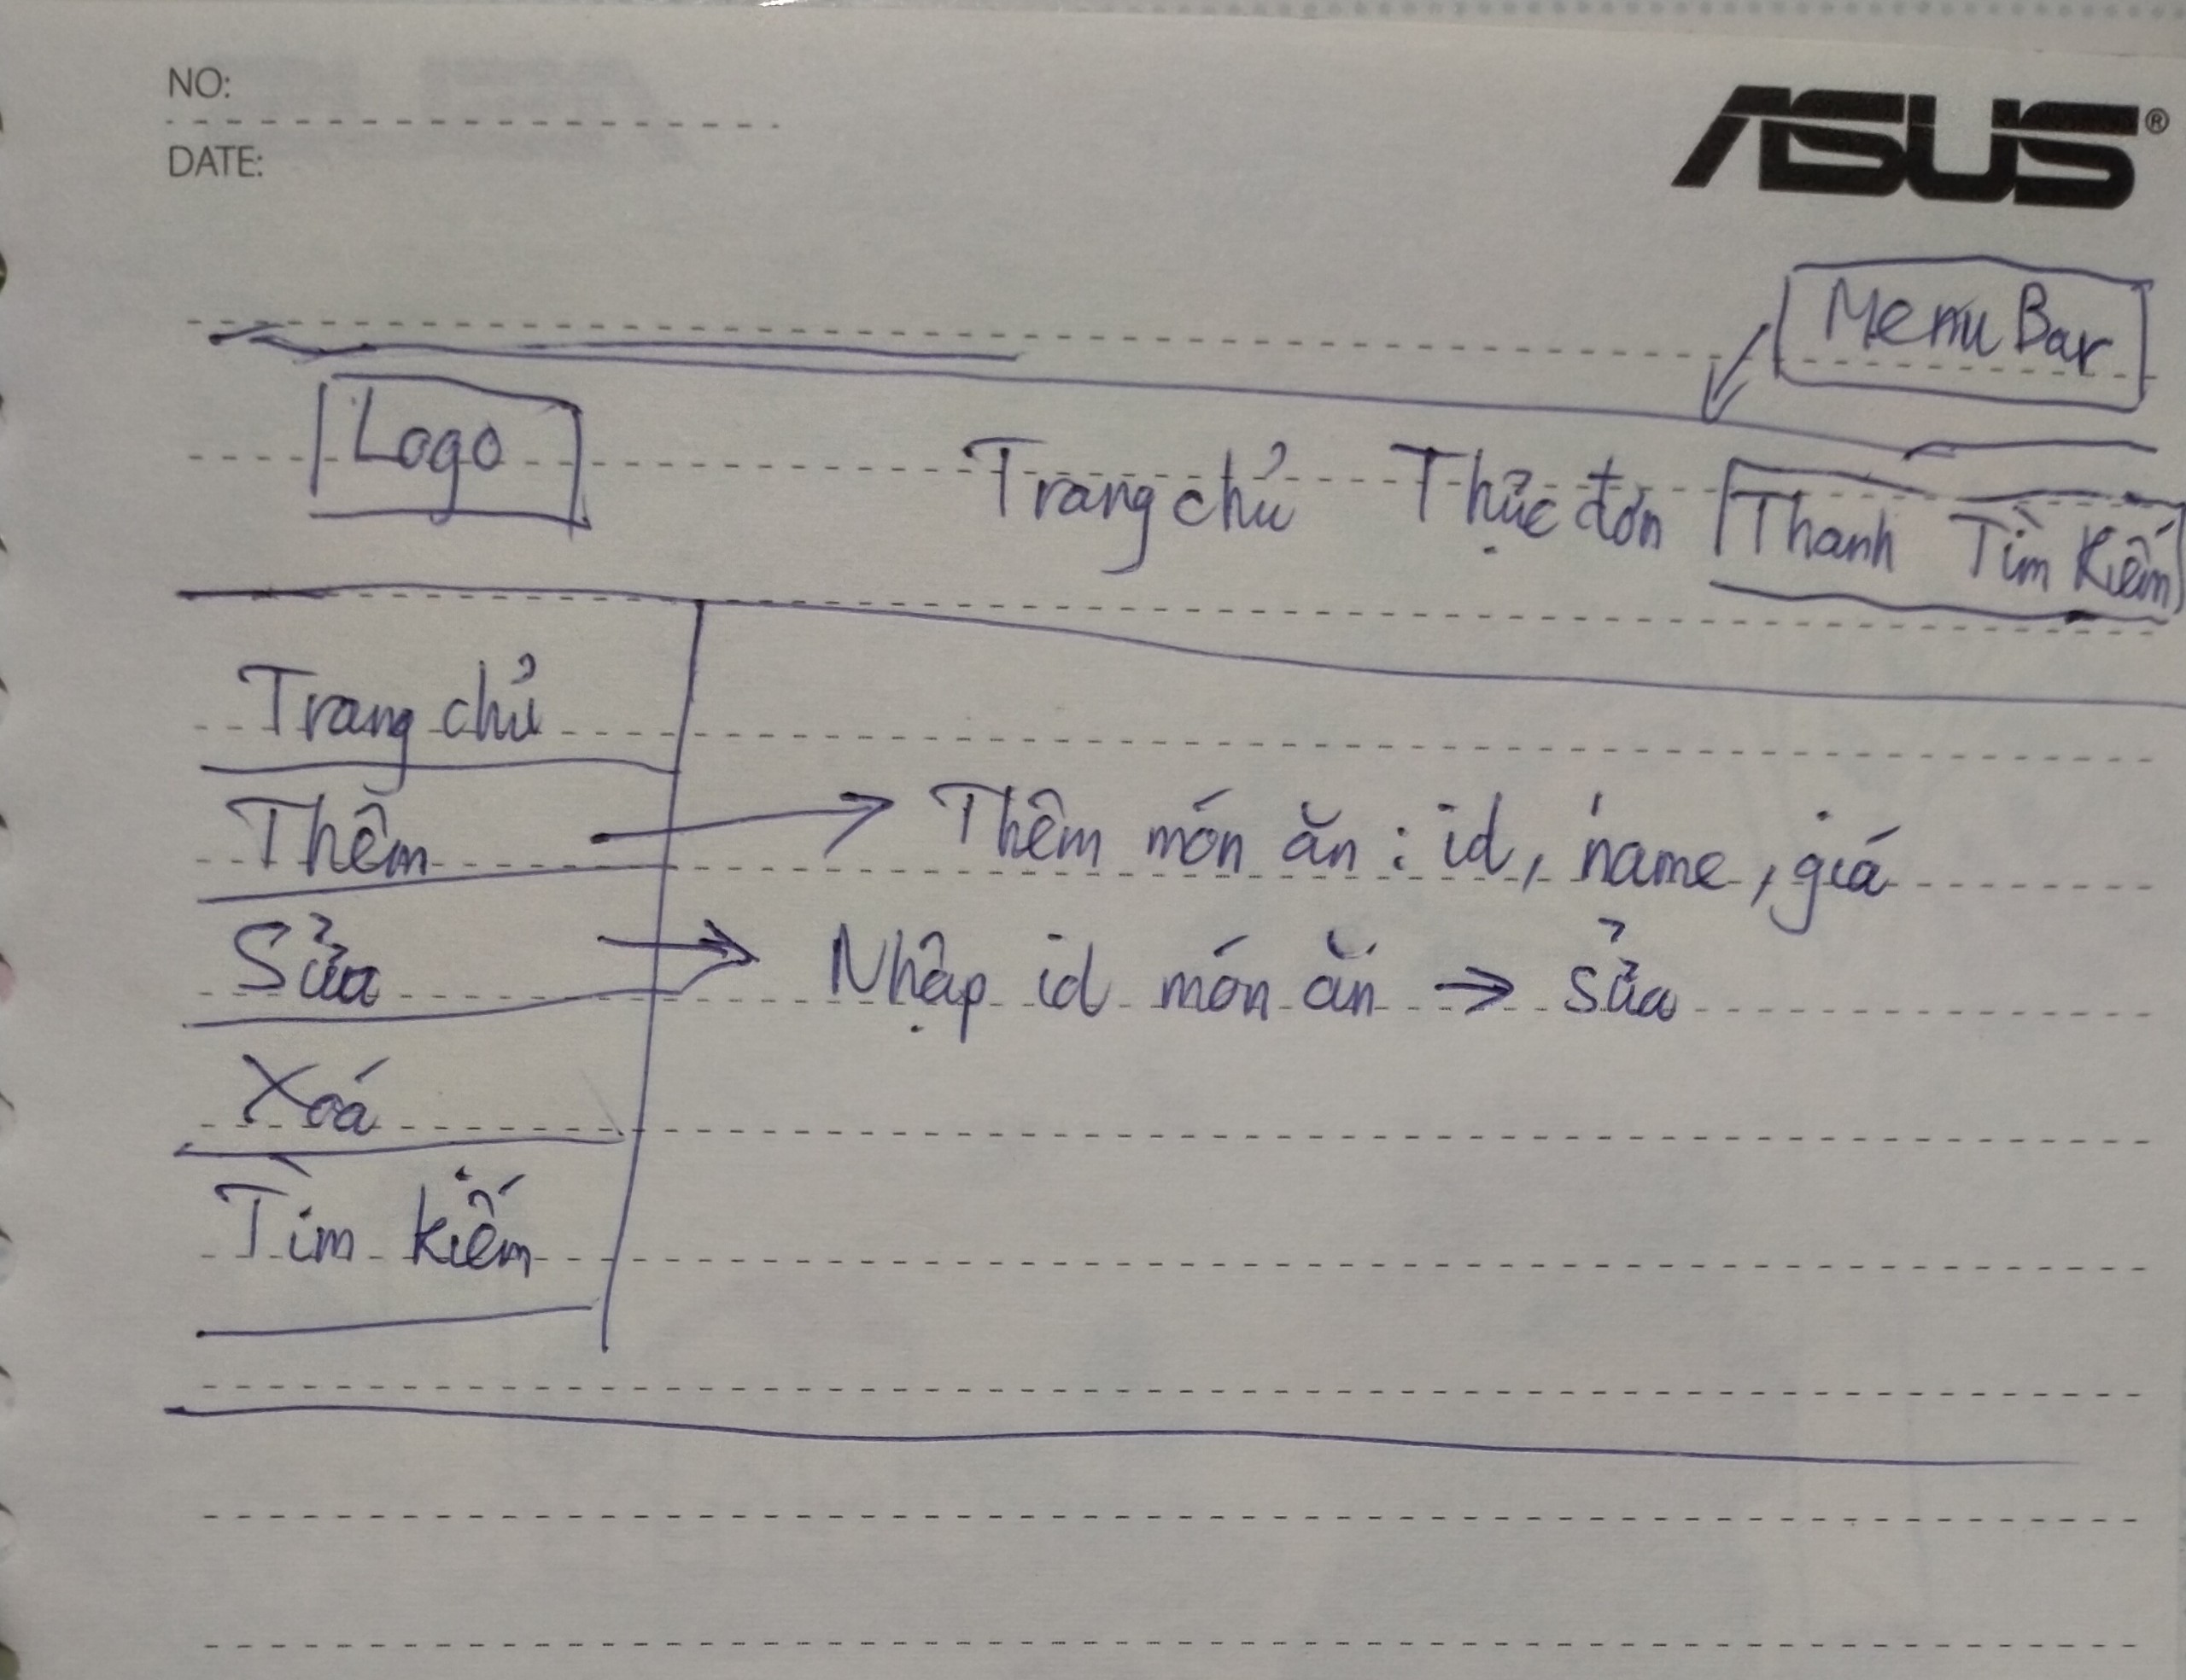 NO:
DATE:
ASUS®
Menu Bar
Logo Trang chủ Thực đơn Thanh Tìm Kiếm
Trang chủ
Thêm → Thêm món ăn : id, name, giá
Sửa → Nhập id món ăn → sửa
Xoá
Tìm kiếm